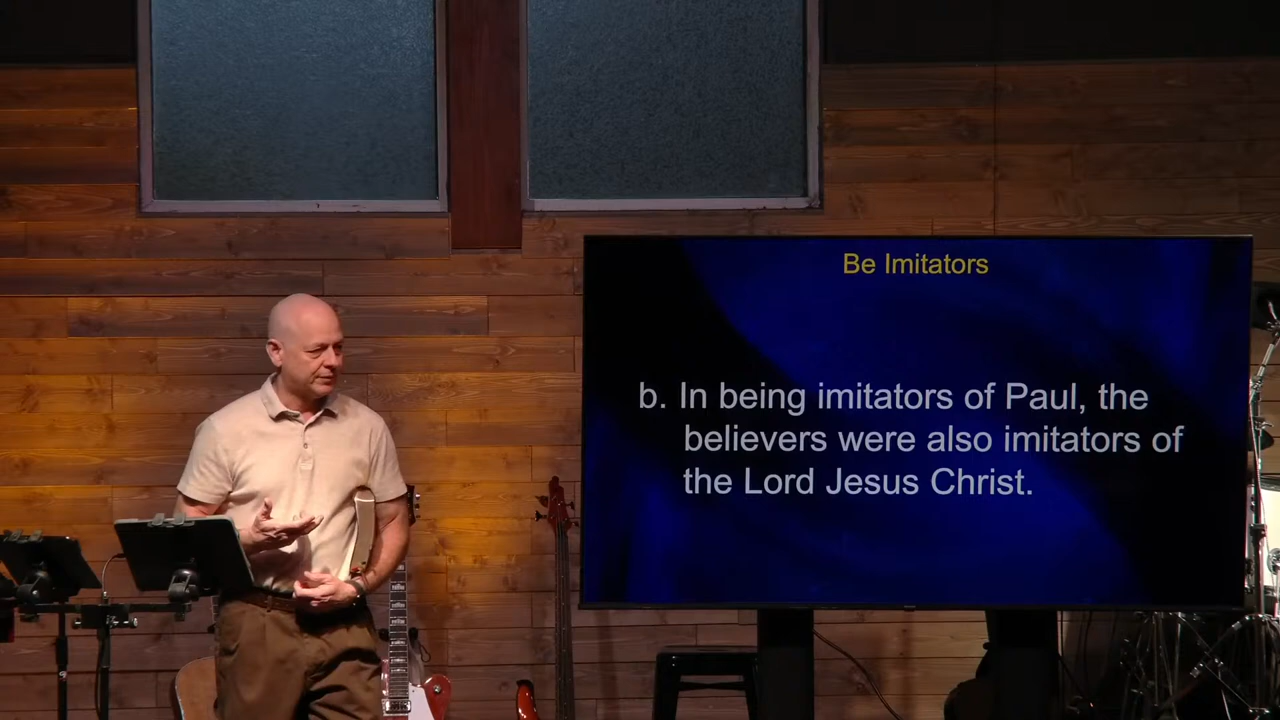 Be Imitators
b. In being imitators of Paul, the
believers were also imitators of
the Lord Jesus Christ.